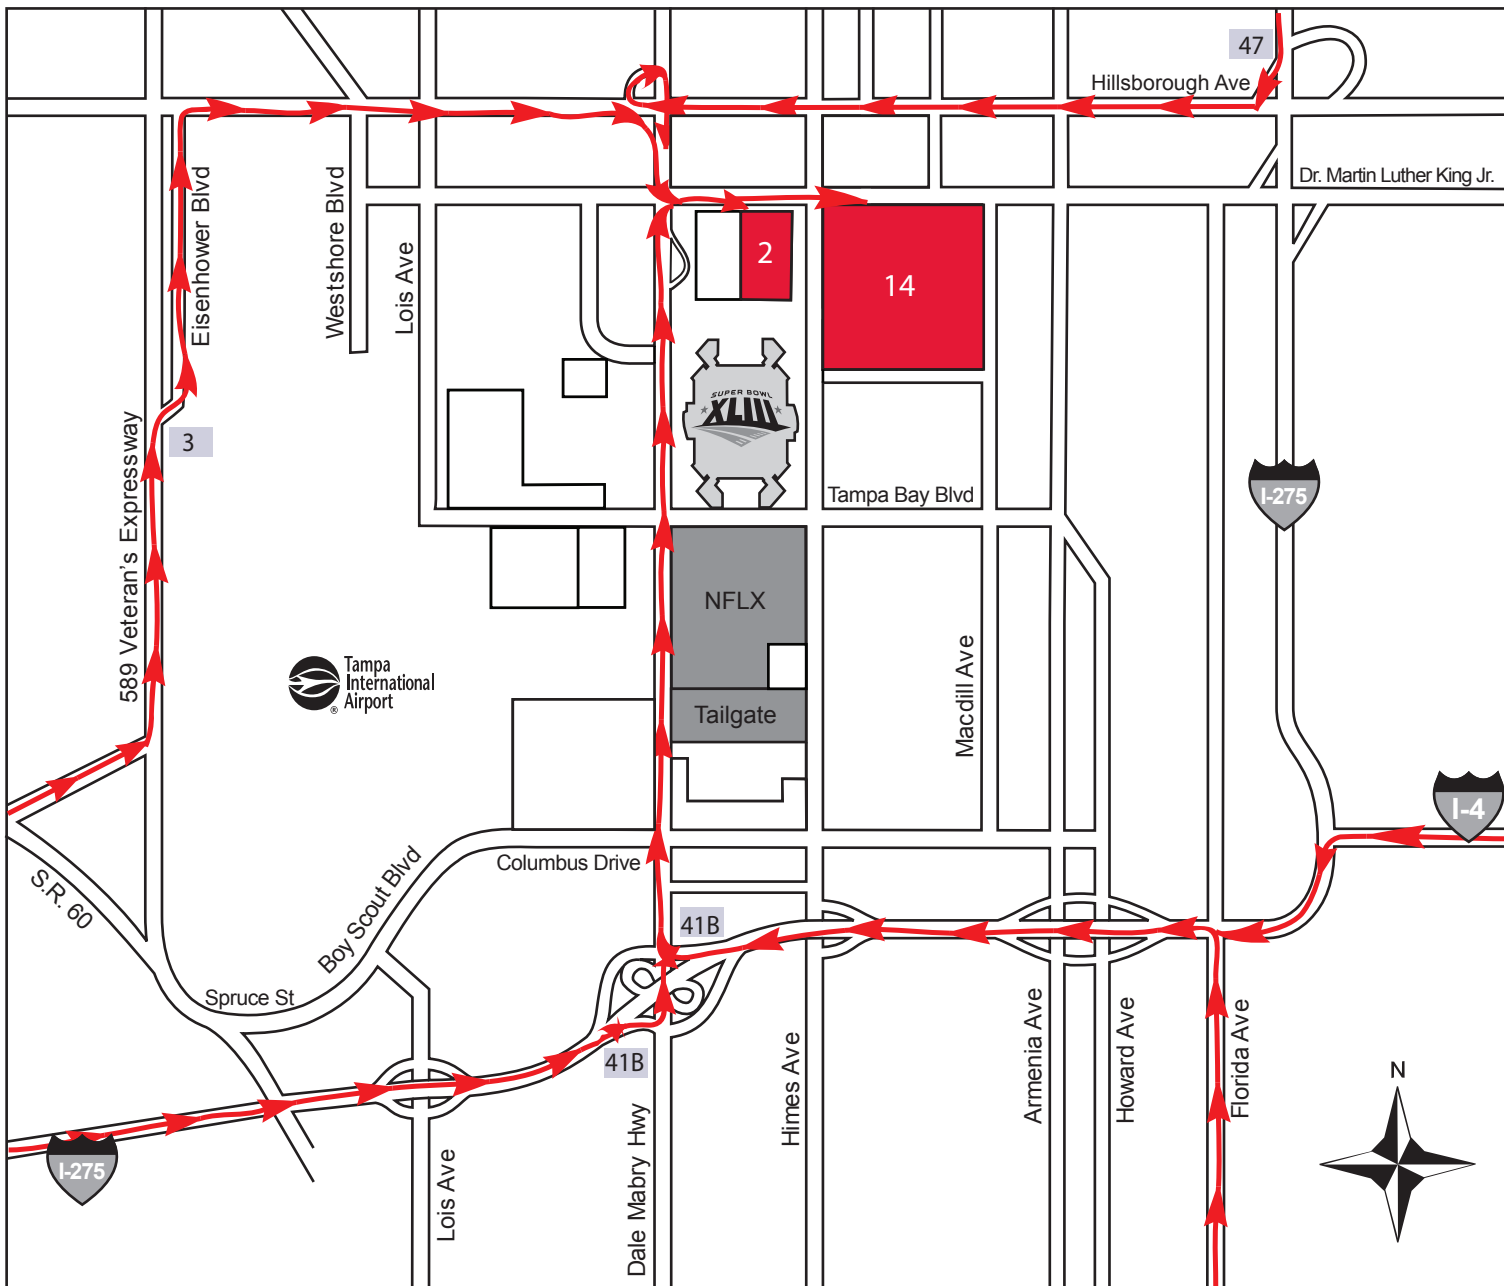 47
Hillsborough Ave
Dr. Martin Luther King Jr.
Eisenhower Blvd
Westshore Blvd
Lois Ave
2
14
SUPER BOWL
XLIII
3
589 Veteran's Expressway
Tampa Bay Blvd
I-275
NFLX
Tampa
International
Airport
®
Tailgate
Macdill Ave
I-4
S.R. 60
Boy Scout Blvd
Columbus Drive
41B
Spruce St
41B
I-275
Lois Ave
Dale Mabry Hwy
Himes Ave
Armenia Ave
Howard Ave
Florida Ave
N